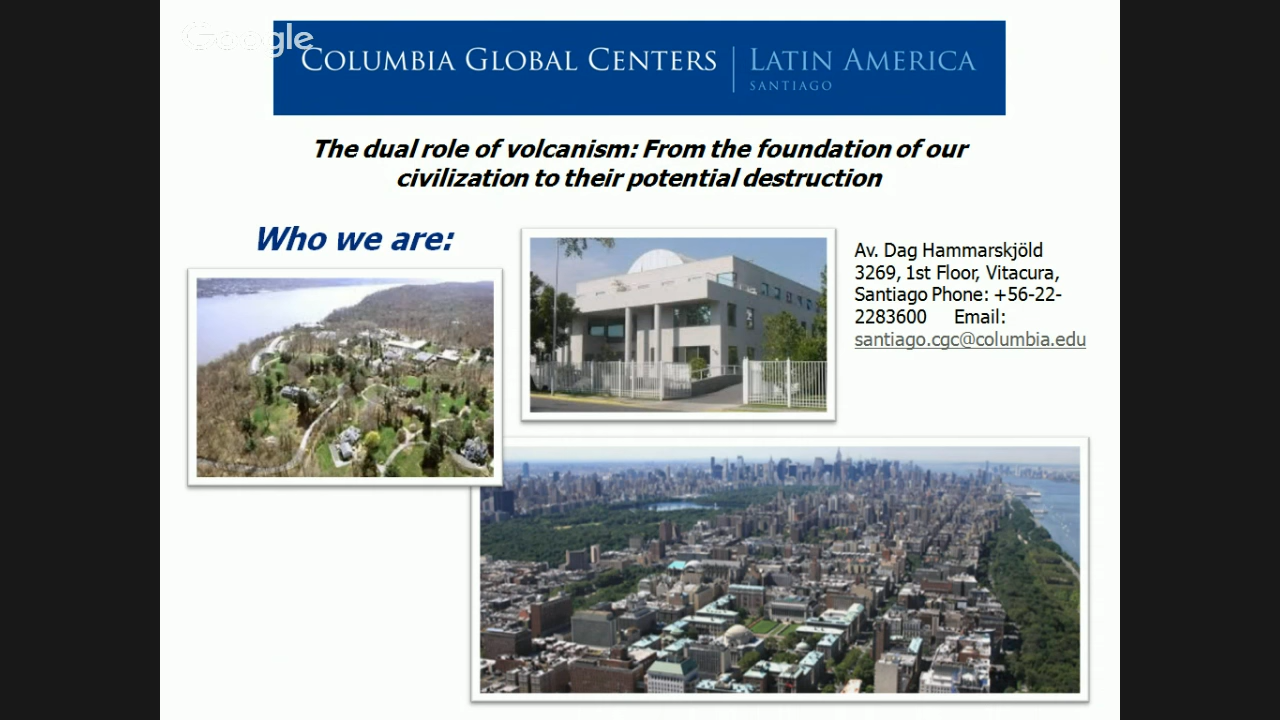 Google
COLUMBIA GLOBAL CENTERS | LATIN AMERICA
SANTIAGO
The dual role of volcanism: From the foundation of our
civilization to their potential destruction
Who we are:
Av. Dag Hammarskjöld
3269, 1st Floor, Vitacura,
Santiago Phone: +56-22-
2283600 Email:
santiago.cgc@columbia.edu